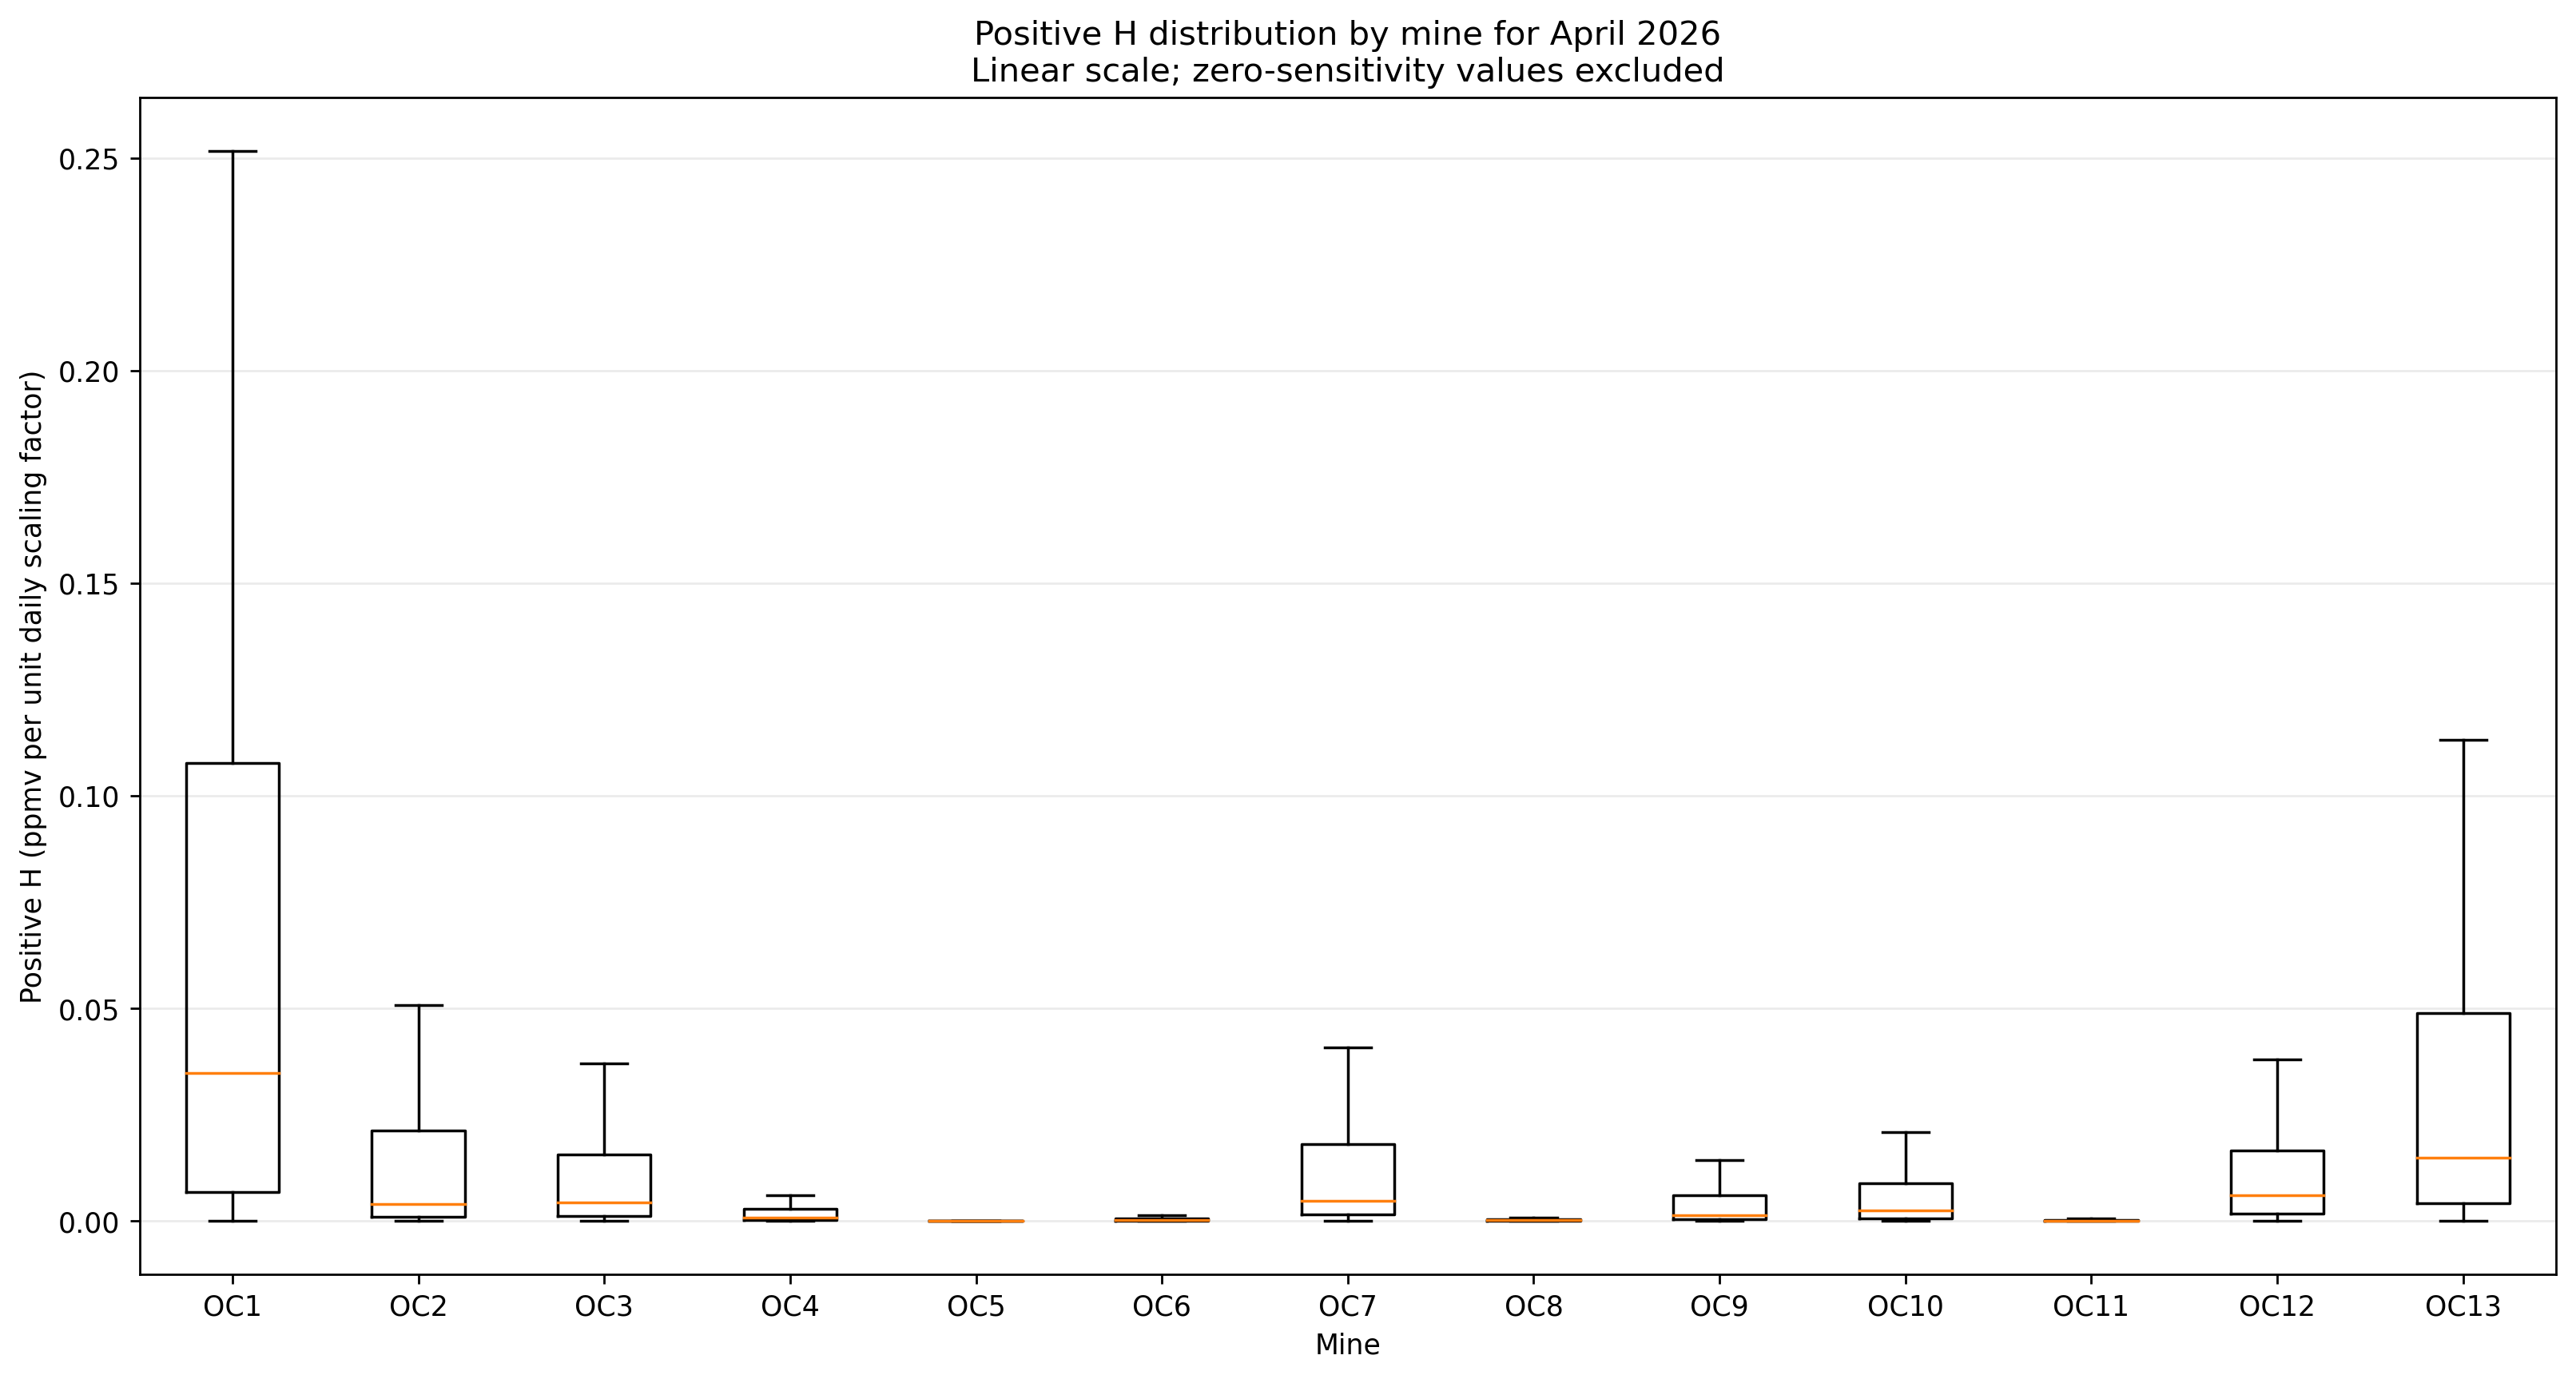 Positive H distribution by mine for April 2026
Linear scale; zero-sensitivity values excluded
Positive H (ppmv per unit daily scaling factor)
0.25
0.20
0.15
0.10
0.05
0.00
OC1 OC2 OC3 OC4 OC5 OC6 OC7 OC8 OC9 OC10 OC11 OC12 OC13
Mine